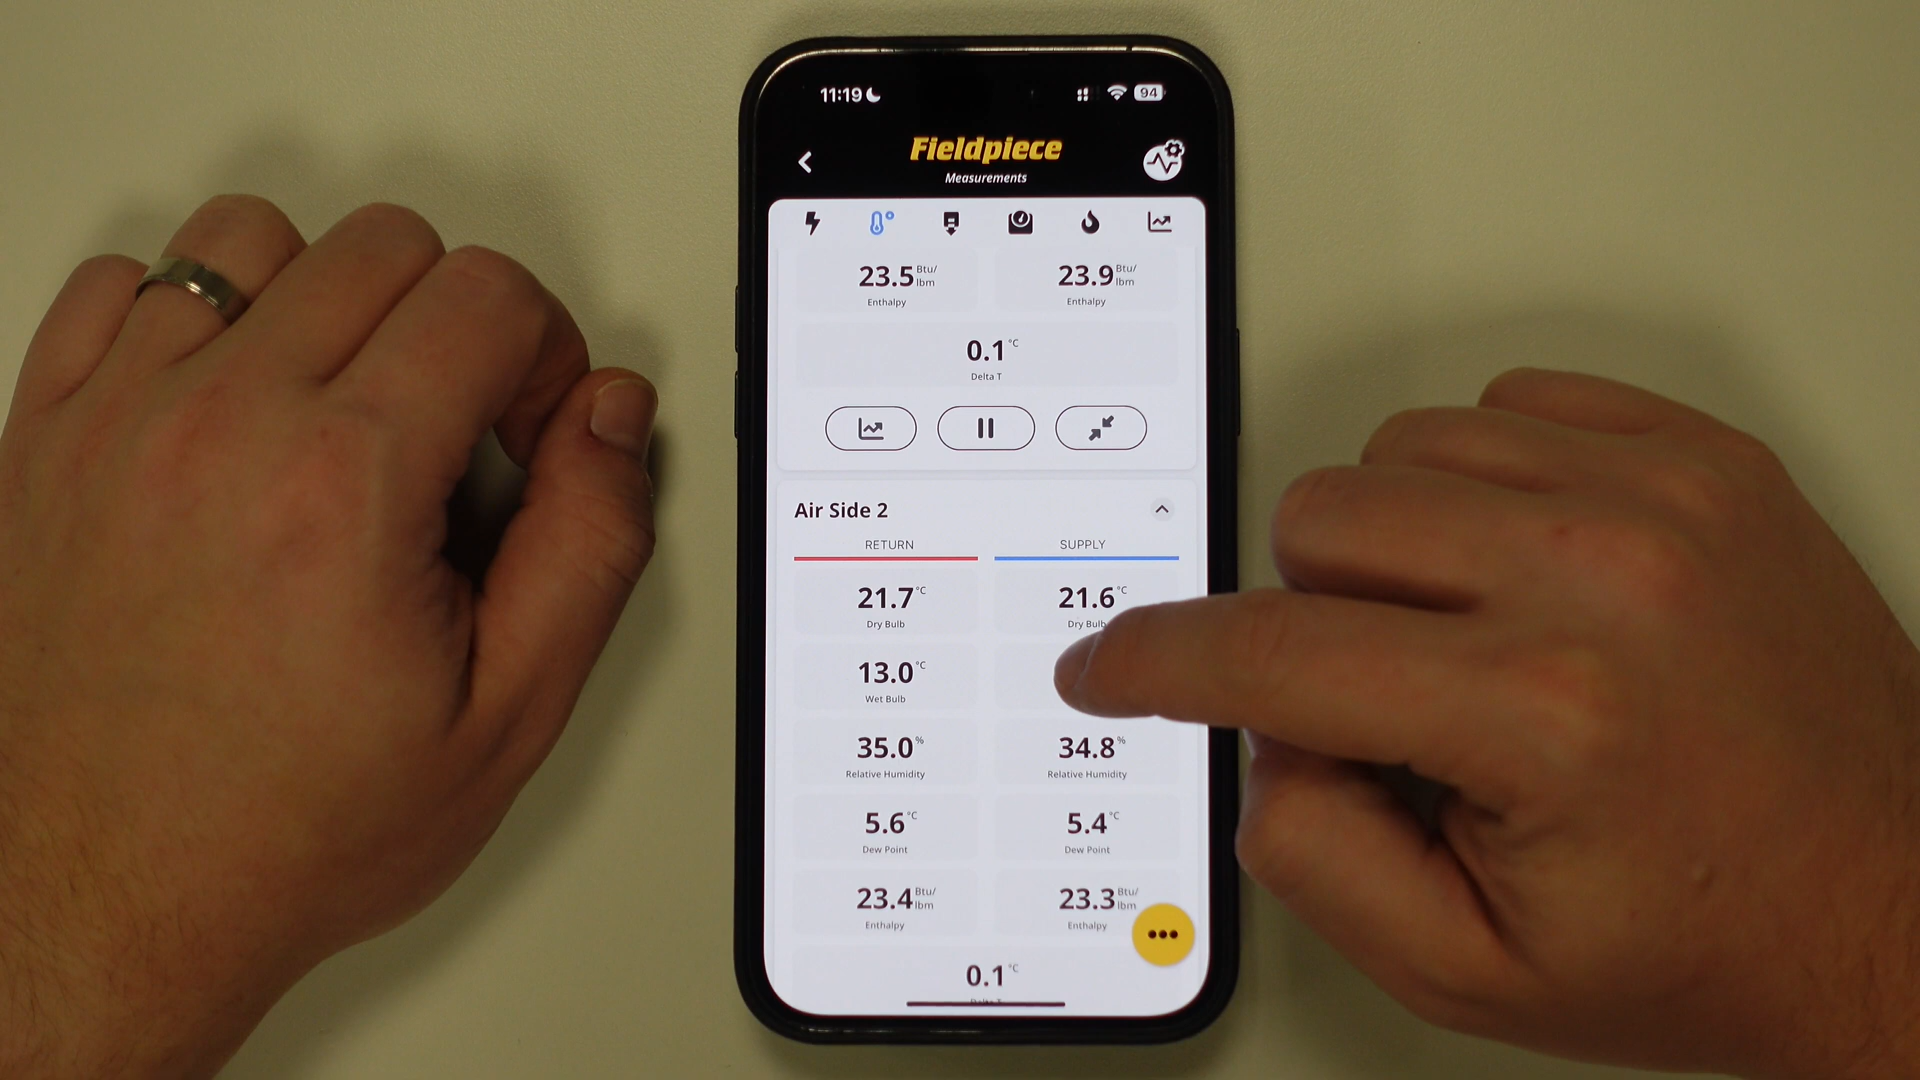 11:19
94
Fieldpiece
Measurements
23.5 Btu/lbm
Enthalpy
23.9 Btu/lbm
Enthalpy
0.1 °C
Delta T
Air Side 2
RETURN
SUPPLY
21.7 °C
Dry Bulb
21.6 °C
Dry Bulb
13.0 °C
Wet Bulb
35.0 %
Relative Humidity
34.8 %
Relative Humidity
5.6 °C
Dew Point
5.4 °C
Dew Point
23.4 Btu/lbm
Enthalpy
23.3 Btu/lbm
Enthalpy
0.1 °C